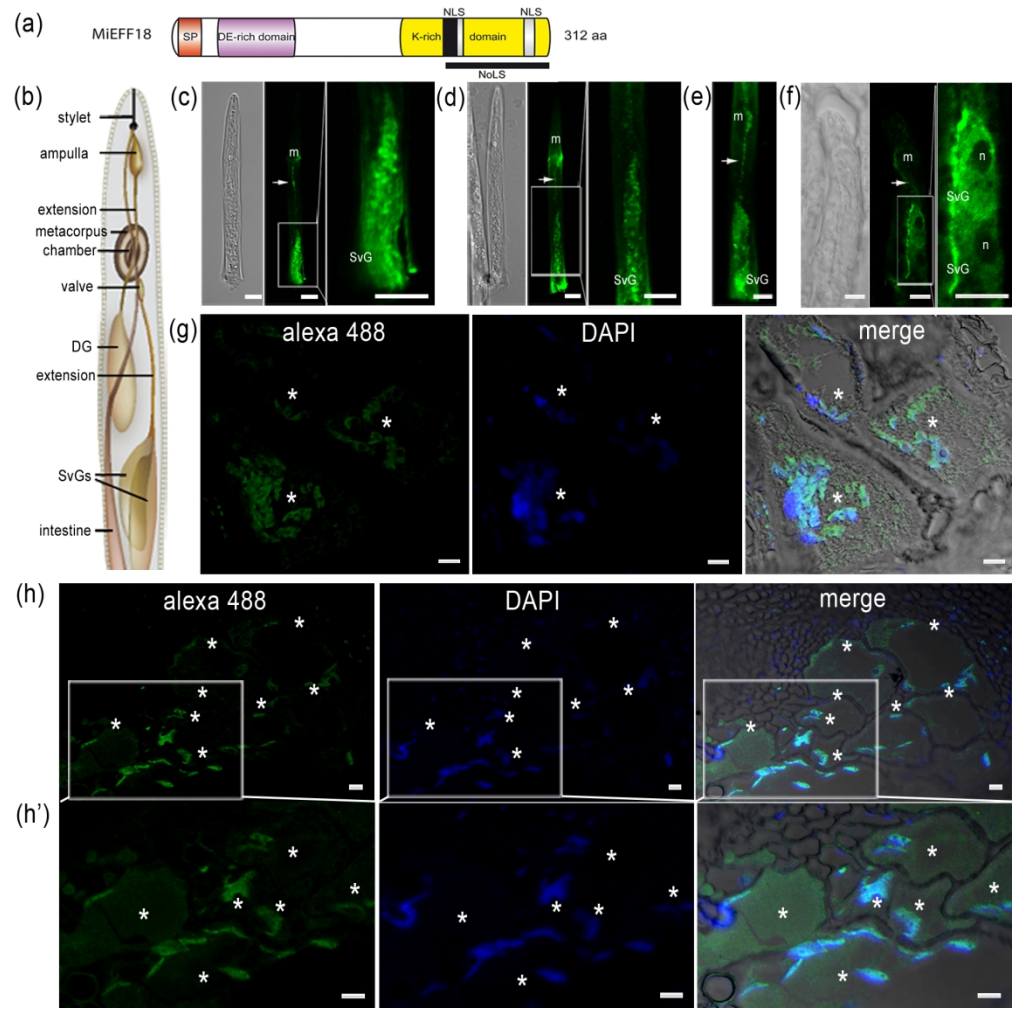 (a)
MiEFF18
SP
DE-rich domain
K-rich
domain
NLS
NLS
312 aa
NoLS
(b)
stylet
ampulla
extension
metacorpus
chamber
valve
DG
extension
SvGs
intestine
(c)
m
SvG
(d)
m
SvG
(e)
m
SvG
(f)
m
SvG
n
n
SvG
(g)
alexa 488
DAPI
merge
* * *
* * *
* * *
(h)
alexa 488
DAPI
merge
(h')